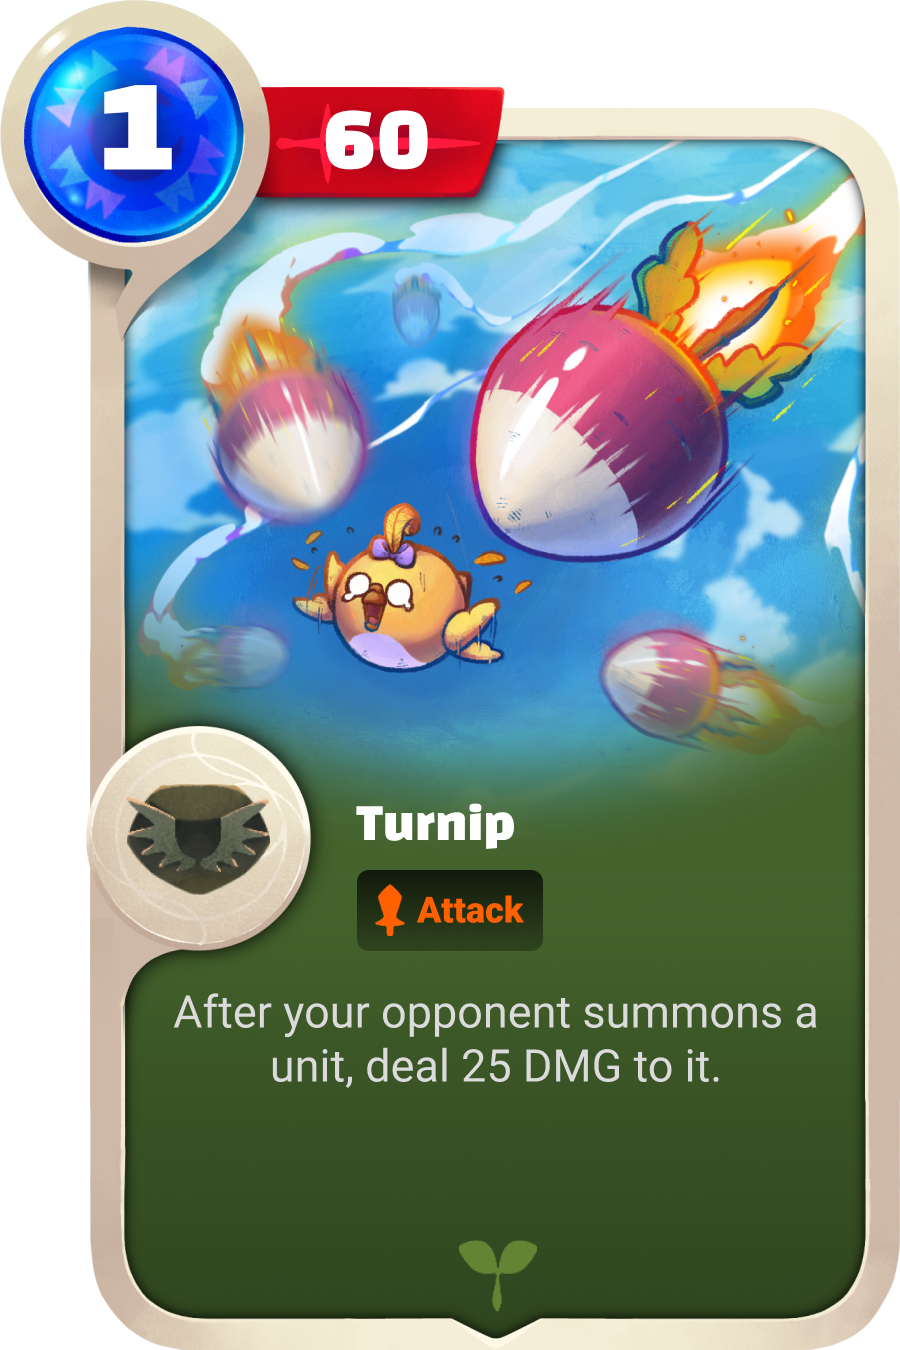 1
60
Turnip
Attack
After your opponent summons a
unit, deal 25 DMG to it.